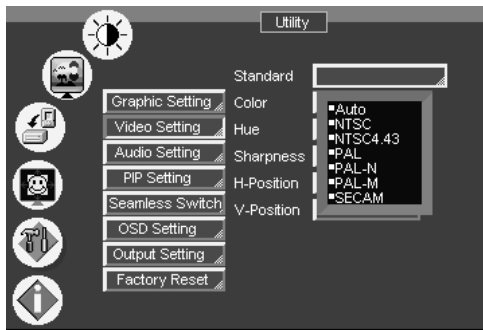 Utility
Standard
Graphic Setting
Color
Video Setting
Hue
Audio Setting
Sharpness
PIP Setting
H-Position
Seamless Switch
V-Position
OSD Setting
Output Setting
Factory Reset
Auto
NTSC
NTSC4.43
PAL
PAL-N
PAL-M
SECAM